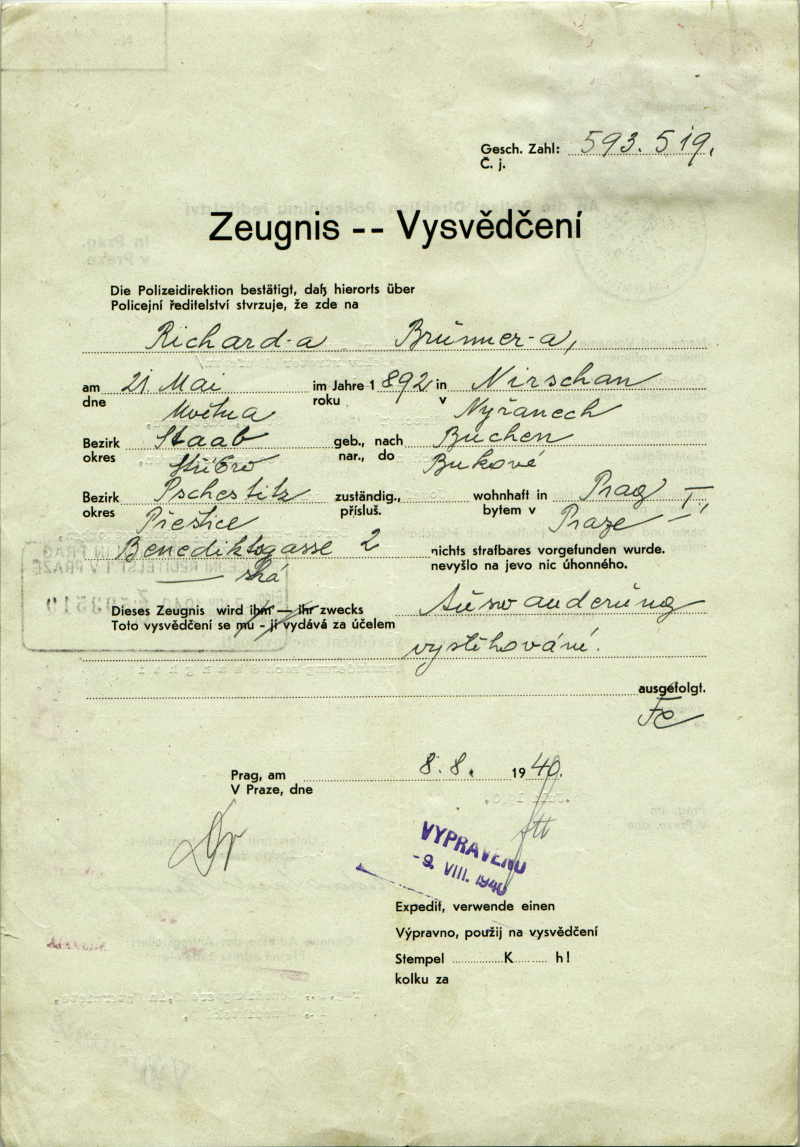 Gesch. Zahl: 593.519.
Č. j.
Zeugnis -- Vysvědčení
Die Polizeidirektion bestätigt, daß hierorts über
Policejní ředitelství stvrzuje, že zde na
Richard-a Brünner-a,
am 21 Mai im Jahre 1892 in Nirschan
dne května roku v Nýřanech
Bezirk Staab geb., nach Buchen
okres Stříbro nar., do Bukové
Bezirk Pschestitz zuständig., wohnhaft in Prag I.,
okres Přeštice přísluš. bytem v Praze
Benediktsgasse 2 nichts strafbares vorgefunden wurde.
— ská nevyšlo na jevo nic úhonného.
Dieses Zeugnis wird ihm — ihr zwecks Auswanderung
Toto vysvědčení se mu - jí vydává za účelem
vystěhování.
ausgefolgt.
Prag, am 8.8. 1940.
V Praze, dne
Dr
VYPRAVENO
-9. VIII. 1940
Expedit, verwende einen
Výpravno, použij na vysvědčení
Stempel K h!
kolku za